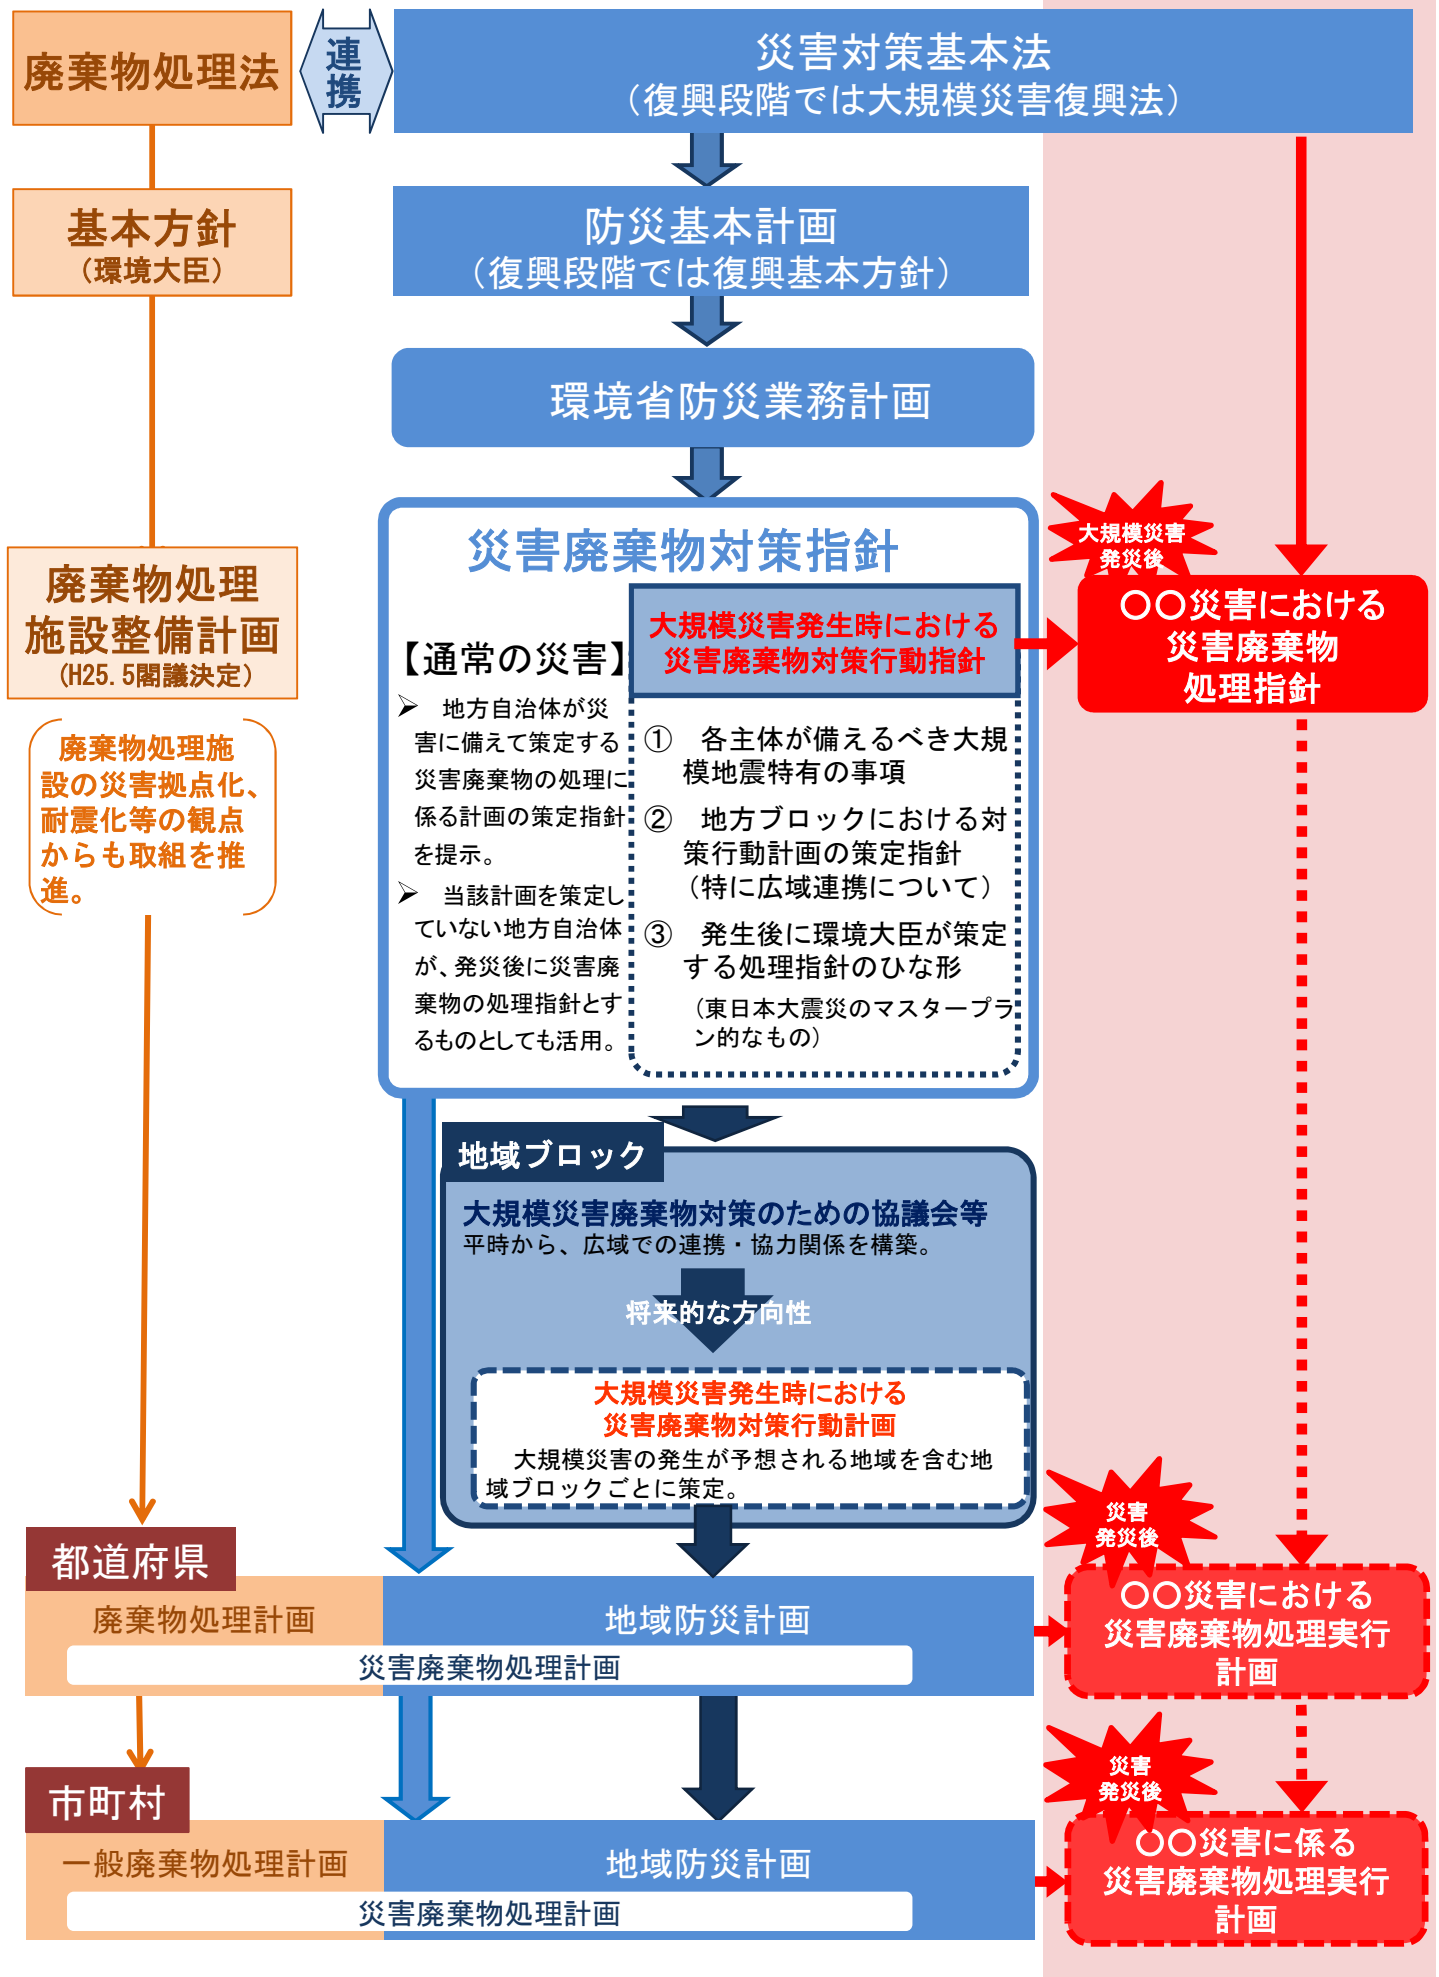 廃棄物処理法
連携
災害対策基本法
（復興段階では大規模災害復興法）
基本方針
（環境大臣）
防災基本計画
（復興段階では復興基本方針）
環境省防災業務計画
廃棄物処理
施設整備計画
（H25.5閣議決定）
廃棄物処理施
設の災害拠点化、
耐震化等の観点
からも取組を推
進。
災害廃棄物対策指針
【通常の災害】
➢ 地方自治体が災
害に備えて策定する
災害廃棄物の処理に
係る計画の策定指針
を提示。
➢ 当該計画を策定し
ていない地方自治体
が、発災後に災害廃
棄物の処理指針とす
るものとしても活用。
大規模災害発生時における
災害廃棄物対策行動指針
① 各主体が備えるべき大規
模地震特有の事項
② 地方ブロックにおける対
策行動計画の策定指針
（特に広域連携について）
③ 発生後に環境大臣が策定
する処理指針のひな形
（東日本大震災のマスタープラ
ン的なもの）
大規模災害
発災後
〇〇災害における
災害廃棄物
処理指針
地域ブロック
大規模災害廃棄物対策のための協議会等
平時から、広域での連携・協力関係を構築。
将来的な方向性
大規模災害発生時における
災害廃棄物対策行動計画
大規模災害の発生が予想される地域を含む地
域ブロックごとに策定。
都道府県
廃棄物処理計画
地域防災計画
災害廃棄物処理計画
災害
発災後
〇〇災害における
災害廃棄物処理実行
計画
市町村
一般廃棄物処理計画
地域防災計画
災害廃棄物処理計画
災害
発災後
〇〇災害に係る
災害廃棄物処理実行
計画